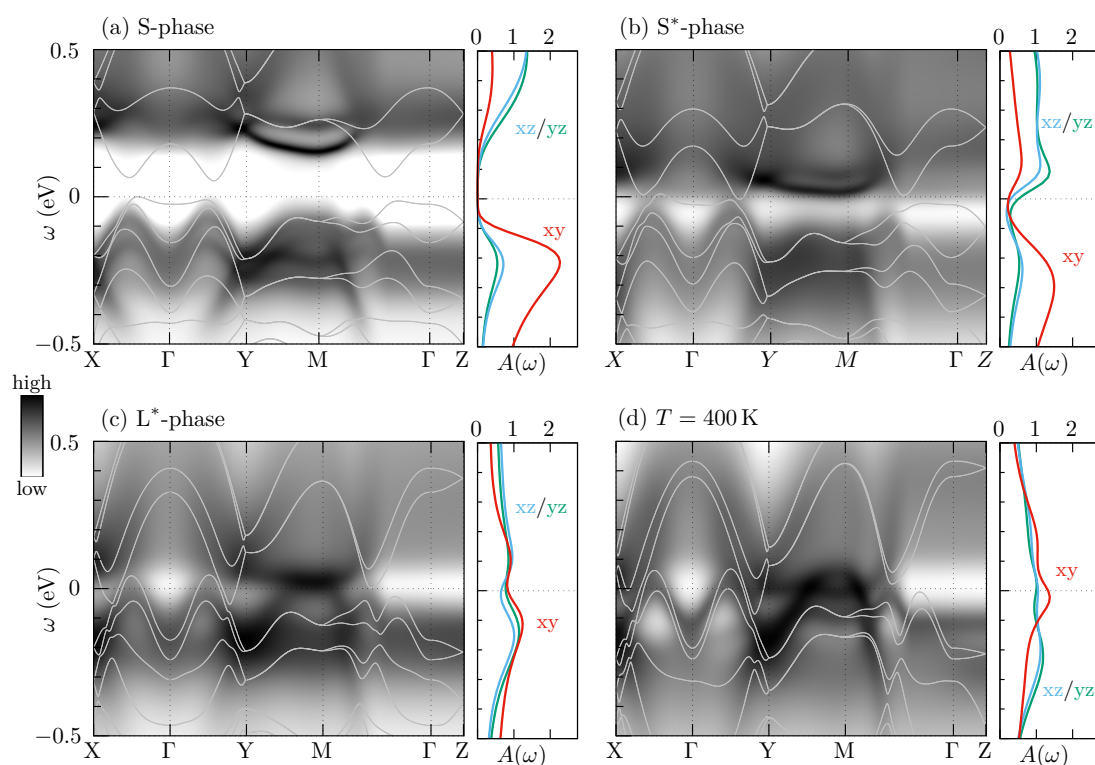 (a) S-phase
0 1 2
(b) S*-phase
0 1 2
0.5
xz/yz
xz/yz
ω (eV)
0
xy
xy
−0.5
X Γ Y M Γ Z
A(ω)
X Γ Y M Γ Z
A(ω)
high
low
(c) L*-phase
0 1 2
(d) T = 400 K
0 1 2
0.5
xz/yz
ω (eV)
0
xy
xy
xz/yz
−0.5
X Γ Y M Γ Z
A(ω)
X Γ Y M Γ Z
A(ω)